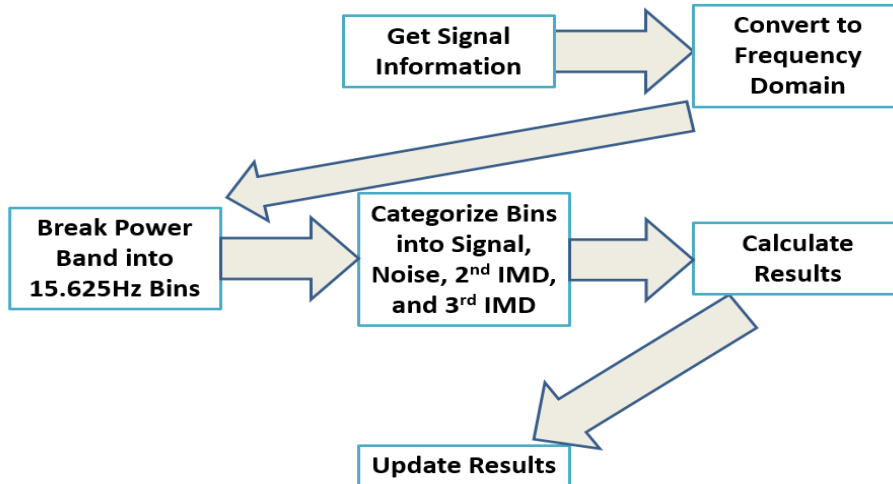 Get Signal
Information
Convert to
Frequency
Domain
Break Power
Band into
15.625Hz Bins
Categorize Bins
into Signal,
Noise, 2nd IMD,
and 3rd IMD
Calculate
Results
Update Results